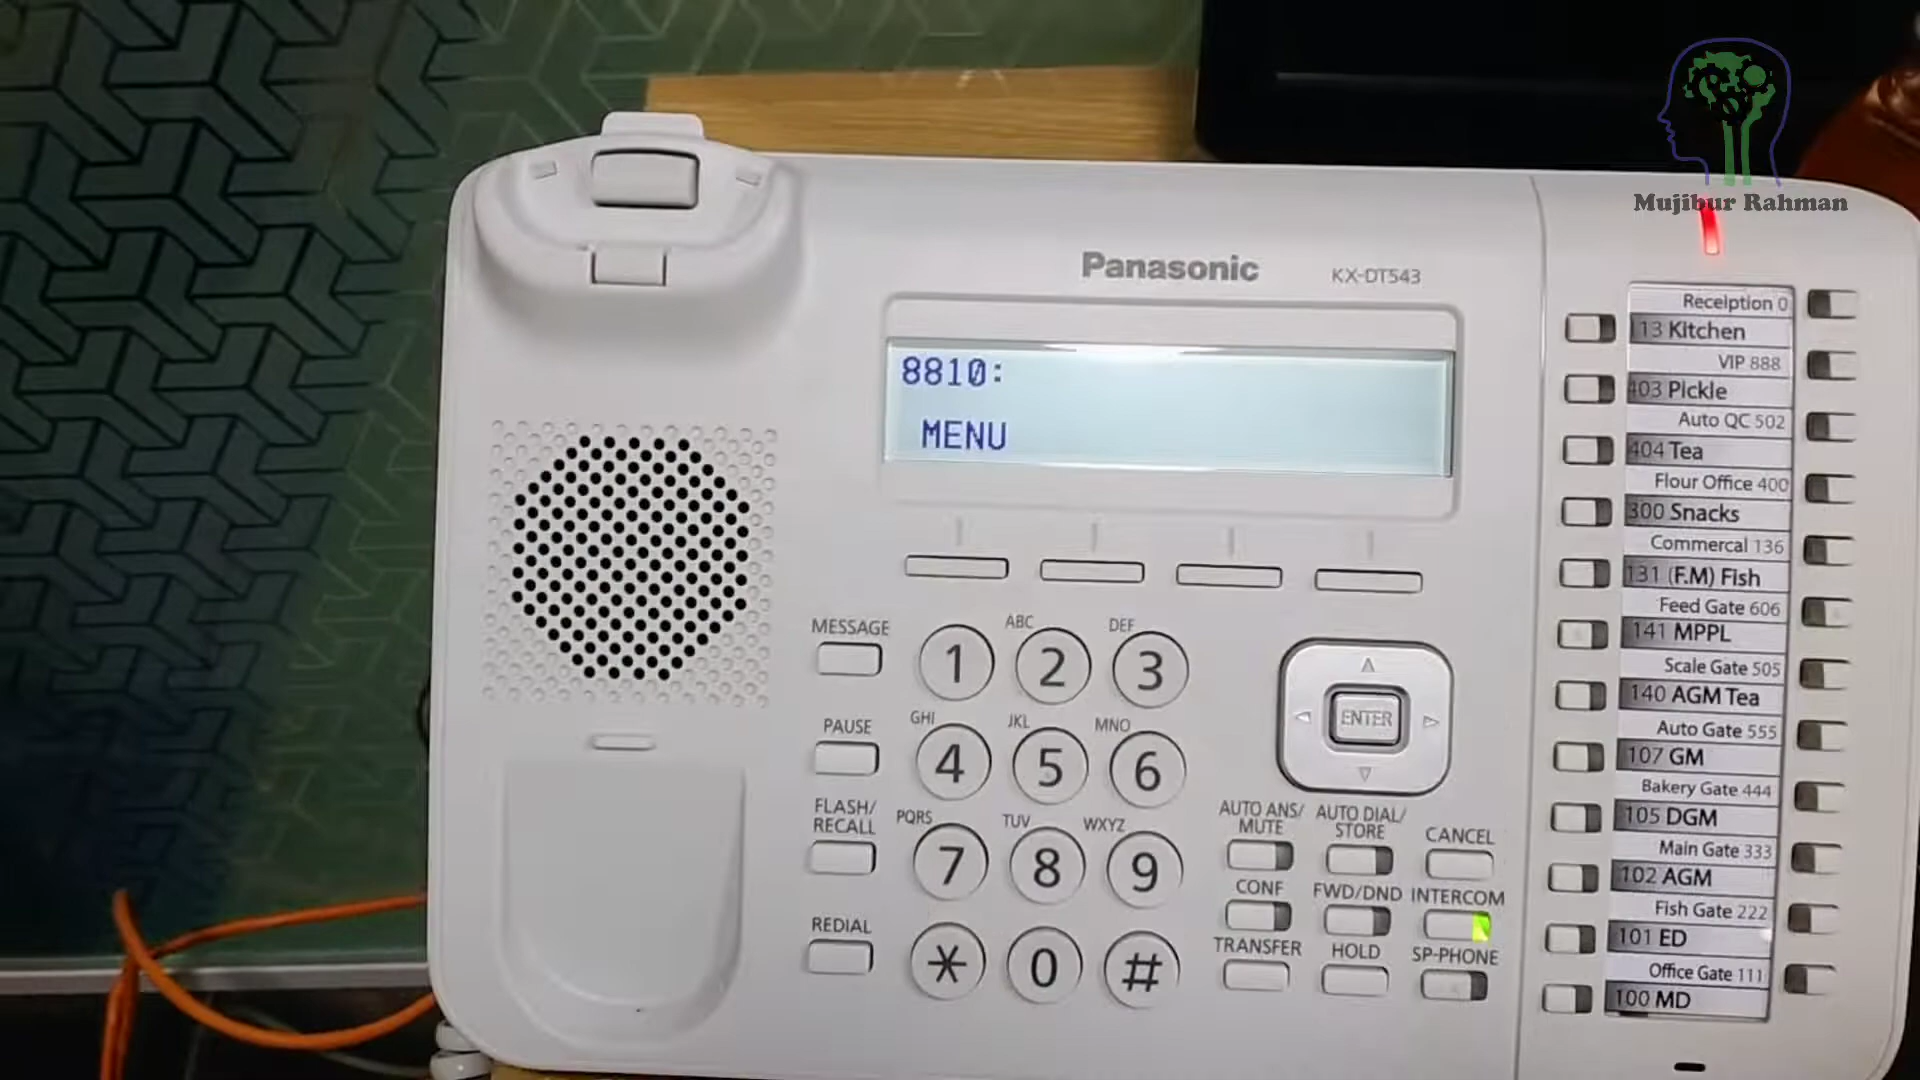 Mujibur Rahman
Panasonic
KX-DT543
8810:
MENU
MESSAGE
PAUSE
FLASH/
RECALL
REDIAL
1
ABC
2
DEF
3
GHI
4
JKL
5
MNO
6
PQRS
7
TUV
8
WXYZ
9
*
0
#
ENTER
AUTO ANS/
MUTE
AUTO DIAL/
STORE
CANCEL
CONF
FWD/DND
INTERCOM
TRANSFER
HOLD
SP-PHONE
Receiption 0
113 Kitchen
VIP 888
403 Pickle
Auto QC 502
404 Tea
Flour Office 400
300 Snacks
Commercal 136
131 (F.M) Fish
Feed Gate 606
141 MPPL
Scale Gate 505
140 AGM Tea
Auto Gate 555
107 GM
Bakery Gate 444
105 DGM
Main Gate 333
102 AGM
Fish Gate 222
101 ED
Office Gate 111
100 MD